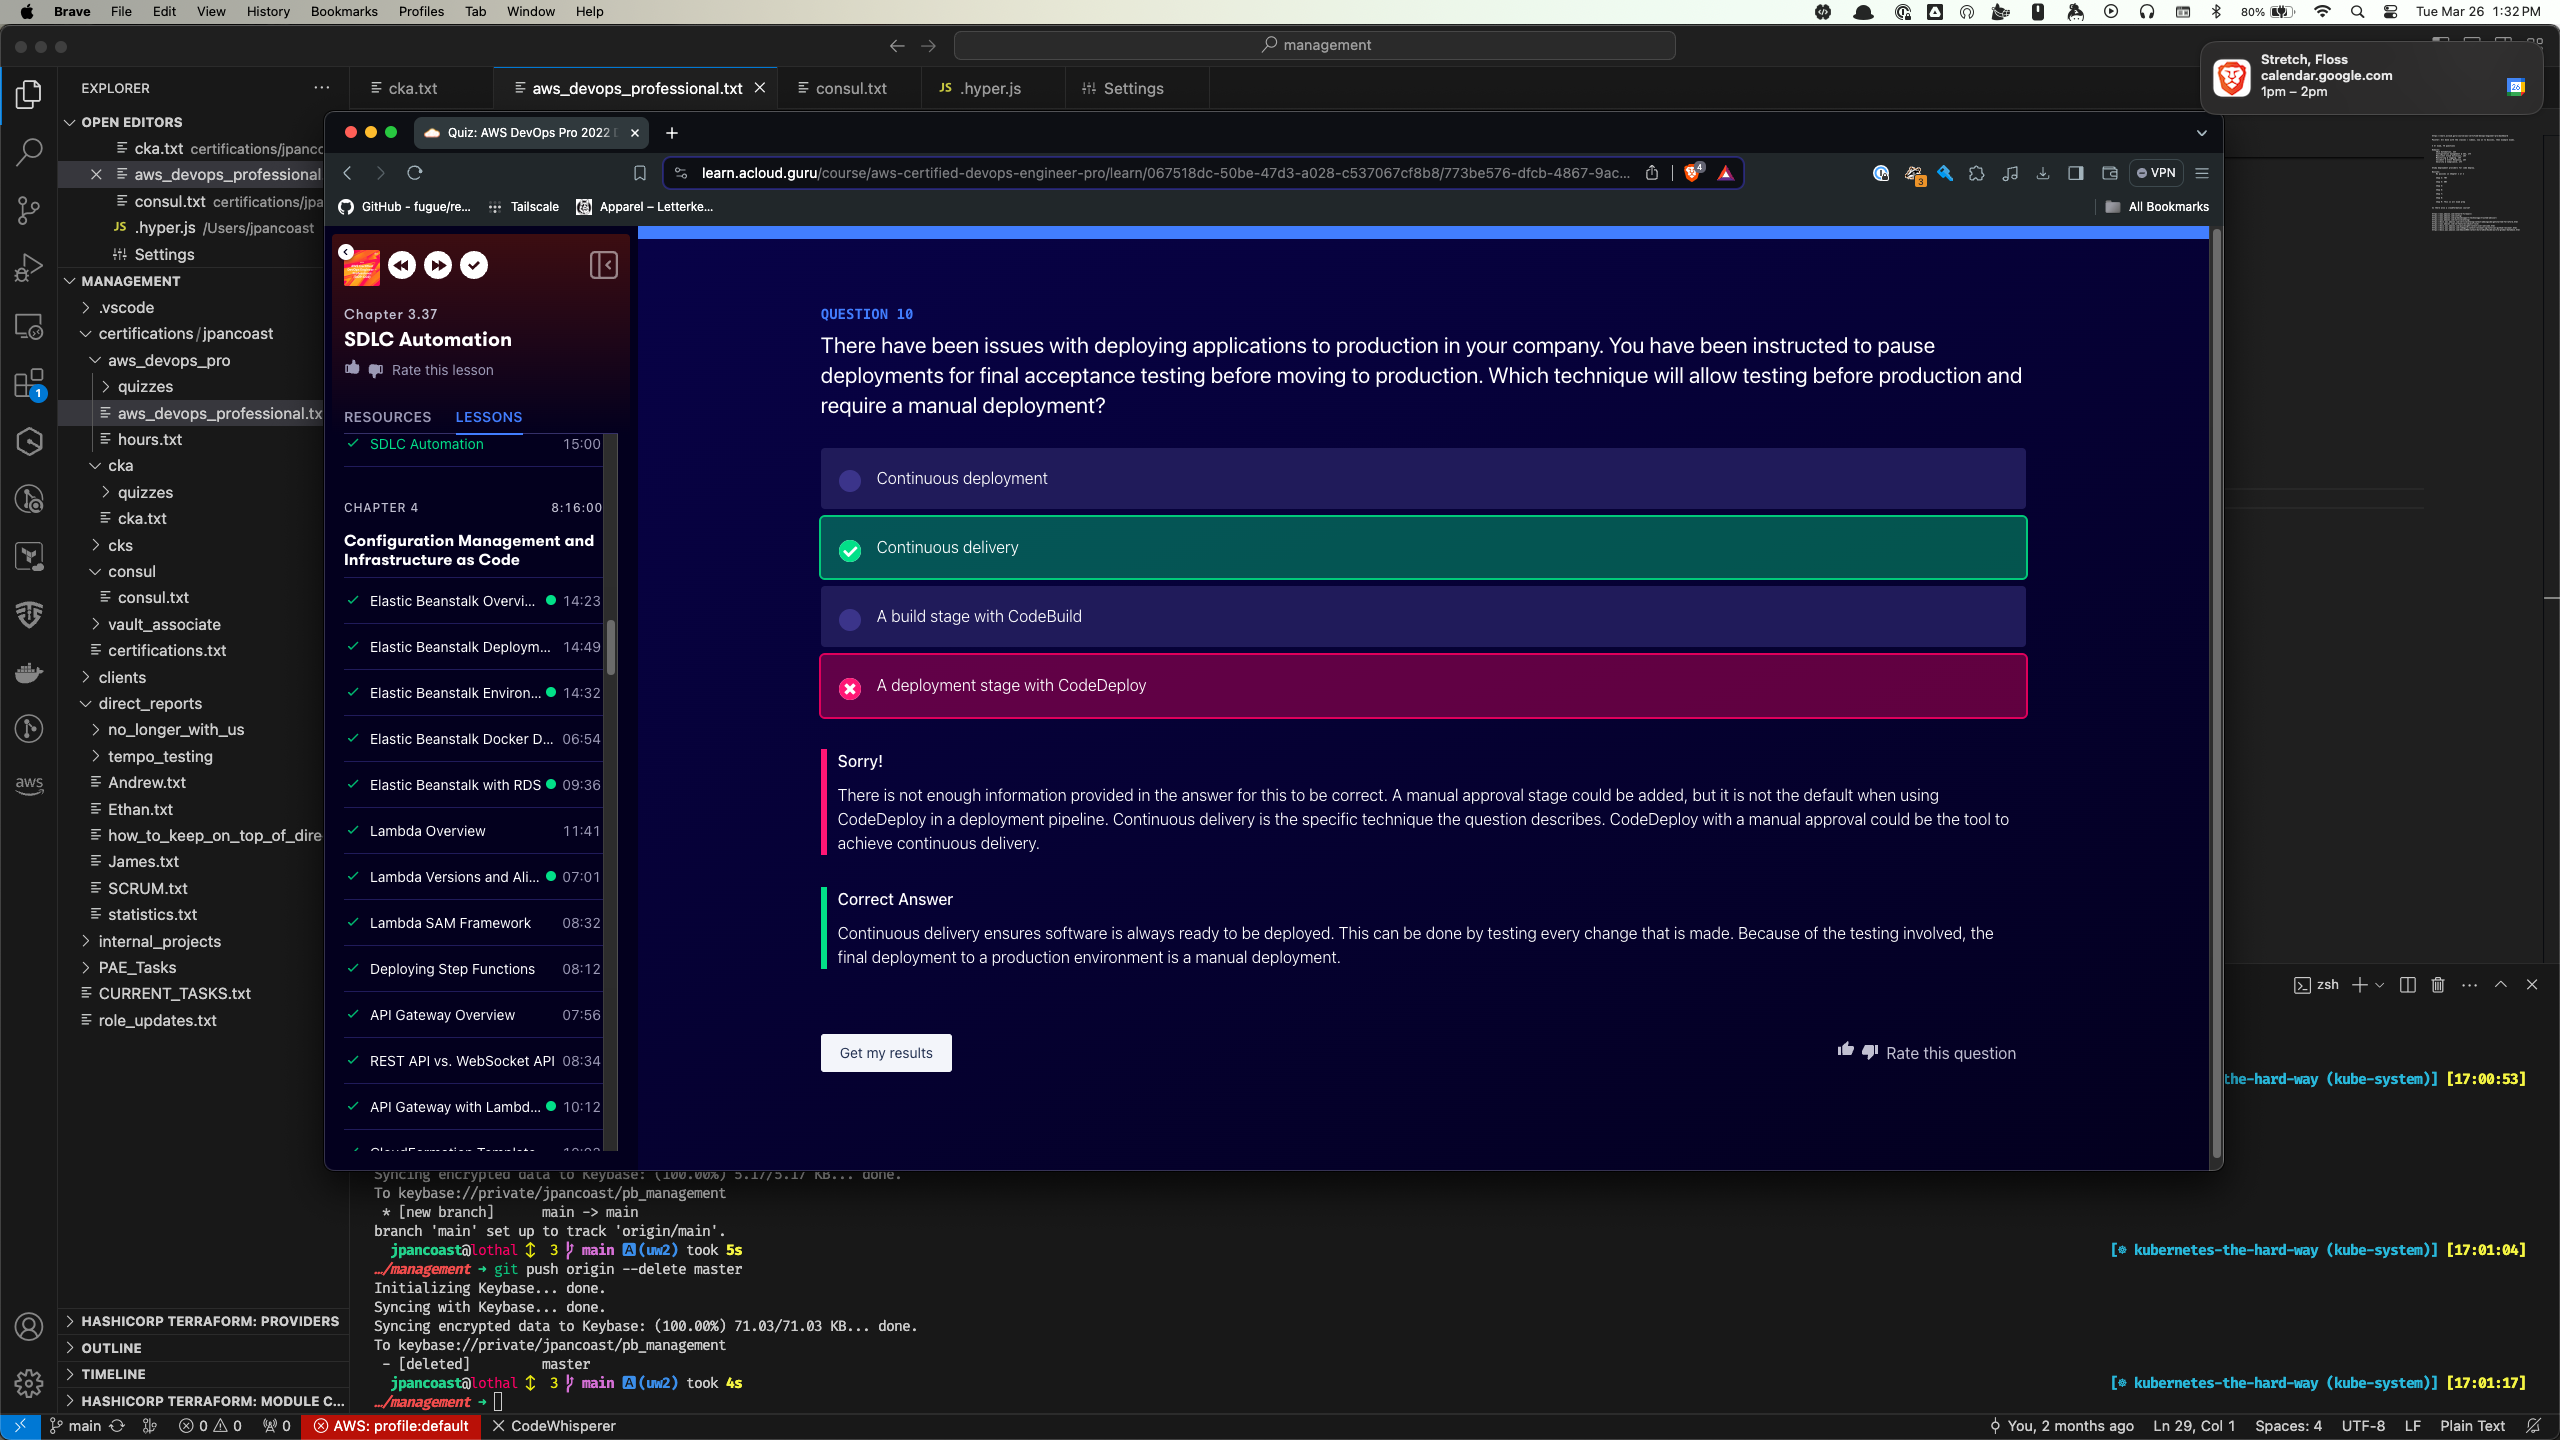 Brave File Edit View History Bookmarks Profiles Tab Window Help
80% Tue Mar 26 1:32 PM
management
Stretch, Floss
calendar.google.com
1pm – 2pm
EXPLORER
cka.txt aws_devops_professional.txt consul.txt JS .hyper.js Settings
OPEN EDITORS
cka.txt certifications/jpanco
aws_devops_professional.
consul.txt certifications/jpa
JS .hyper.js /Users/jpancoast
Settings
MANAGEMENT
.vscode
certifications / jpancoast
aws_devops_pro
quizzes
aws_devops_professional.tx
hours.txt
cka
quizzes
cka.txt
cks
consul
consul.txt
vault_associate
certifications.txt
clients
direct_reports
no_longer_with_us
tempo_testing
Andrew.txt
Ethan.txt
how_to_keep_on_top_of_dire
James.txt
SCRUM.txt
statistics.txt
internal_projects
PAE_Tasks
CURRENT_TASKS.txt
role_updates.txt
HASHICORP TERRAFORM: PROVIDERS
OUTLINE
TIMELINE
HASHICORP TERRAFORM: MODULE C...
1
aws
Quiz: AWS DevOps Pro 2022
learn.acloud.guru/course/aws-certified-devops-engineer-pro/learn/067518dc-50be-47d3-a028-c537067cf8b8/773be576-dfcb-4867-9ac...
4
3
VPN
GitHub - fugue/re... Tailscale Apparel – Letterke... All Bookmarks
Chapter 3.37
SDLC Automation
Rate this lesson
RESOURCES LESSONS
SDLC Automation 15:00
CHAPTER 4 8:16:00
Configuration Management and
Infrastructure as Code
Elastic Beanstalk Overvi... 14:23
Elastic Beanstalk Deploym... 14:49
Elastic Beanstalk Environ... 14:32
Elastic Beanstalk Docker D... 06:54
Elastic Beanstalk with RDS 09:36
Lambda Overview 11:41
Lambda Versions and Ali... 07:01
Lambda SAM Framework 08:32
Deploying Step Functions 08:12
API Gateway Overview 07:56
REST API vs. WebSocket API 08:34
API Gateway with Lambd... 10:12
QUESTION 10
There have been issues with deploying applications to production in your company. You have been instructed to pause
deployments for final acceptance testing before moving to production. Which technique will allow testing before production and
require a manual deployment?
Continuous deployment
Continuous delivery
A build stage with CodeBuild
A deployment stage with CodeDeploy
Sorry!
There is not enough information provided in the answer for this to be correct. A manual approval stage could be added, but it is not the default when using
CodeDeploy in a deployment pipeline. Continuous delivery is the specific technique the question describes. CodeDeploy with a manual approval could be the tool to
achieve continuous delivery.
Correct Answer
Continuous delivery ensures software is always ready to be deployed. This can be done by testing every change that is made. Because of the testing involved, the
final deployment to a production environment is a manual deployment.
Get my results
Rate this question
zsh
the-hard-way (kube-system)] [17:00:53]
Syncing encrypted data to Keybase: (100.00%) 5.17/5.17 KB... done.
To keybase://private/jpancoast/pb_management
* [new branch] main -> main
branch 'main' set up to track 'origin/main'.
jpancoast@lothal 3 main A (uw2) took 5s [kubernetes-the-hard-way (kube-system)] [17:01:04]
…/management → git push origin --delete master
Initializing Keybase... done.
Syncing with Keybase... done.
Syncing encrypted data to Keybase: (100.00%) 71.03/71.03 KB... done.
To keybase://private/jpancoast/pb_management
- [deleted] master
jpancoast@lothal 3 main A (uw2) took 4s [kubernetes-the-hard-way (kube-system)] [17:01:17]
…/management →
main 0 0 0 AWS: profile:default CodeWhisperer You, 2 months ago Ln 29, Col 1 Spaces: 4 UTF-8 LF Plain Text